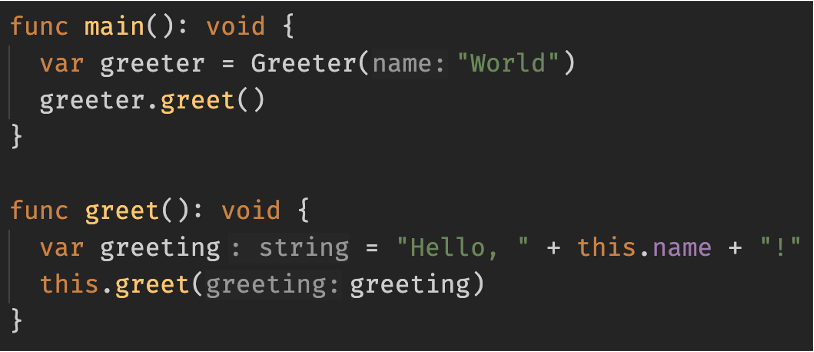 func main(): void {
var greeter = Greeter(name: "World")
greeter.greet()
}
func greet(): void {
var greeting: string = "Hello, " + this.name + "!"
this.greet(greeting: greeting)
}